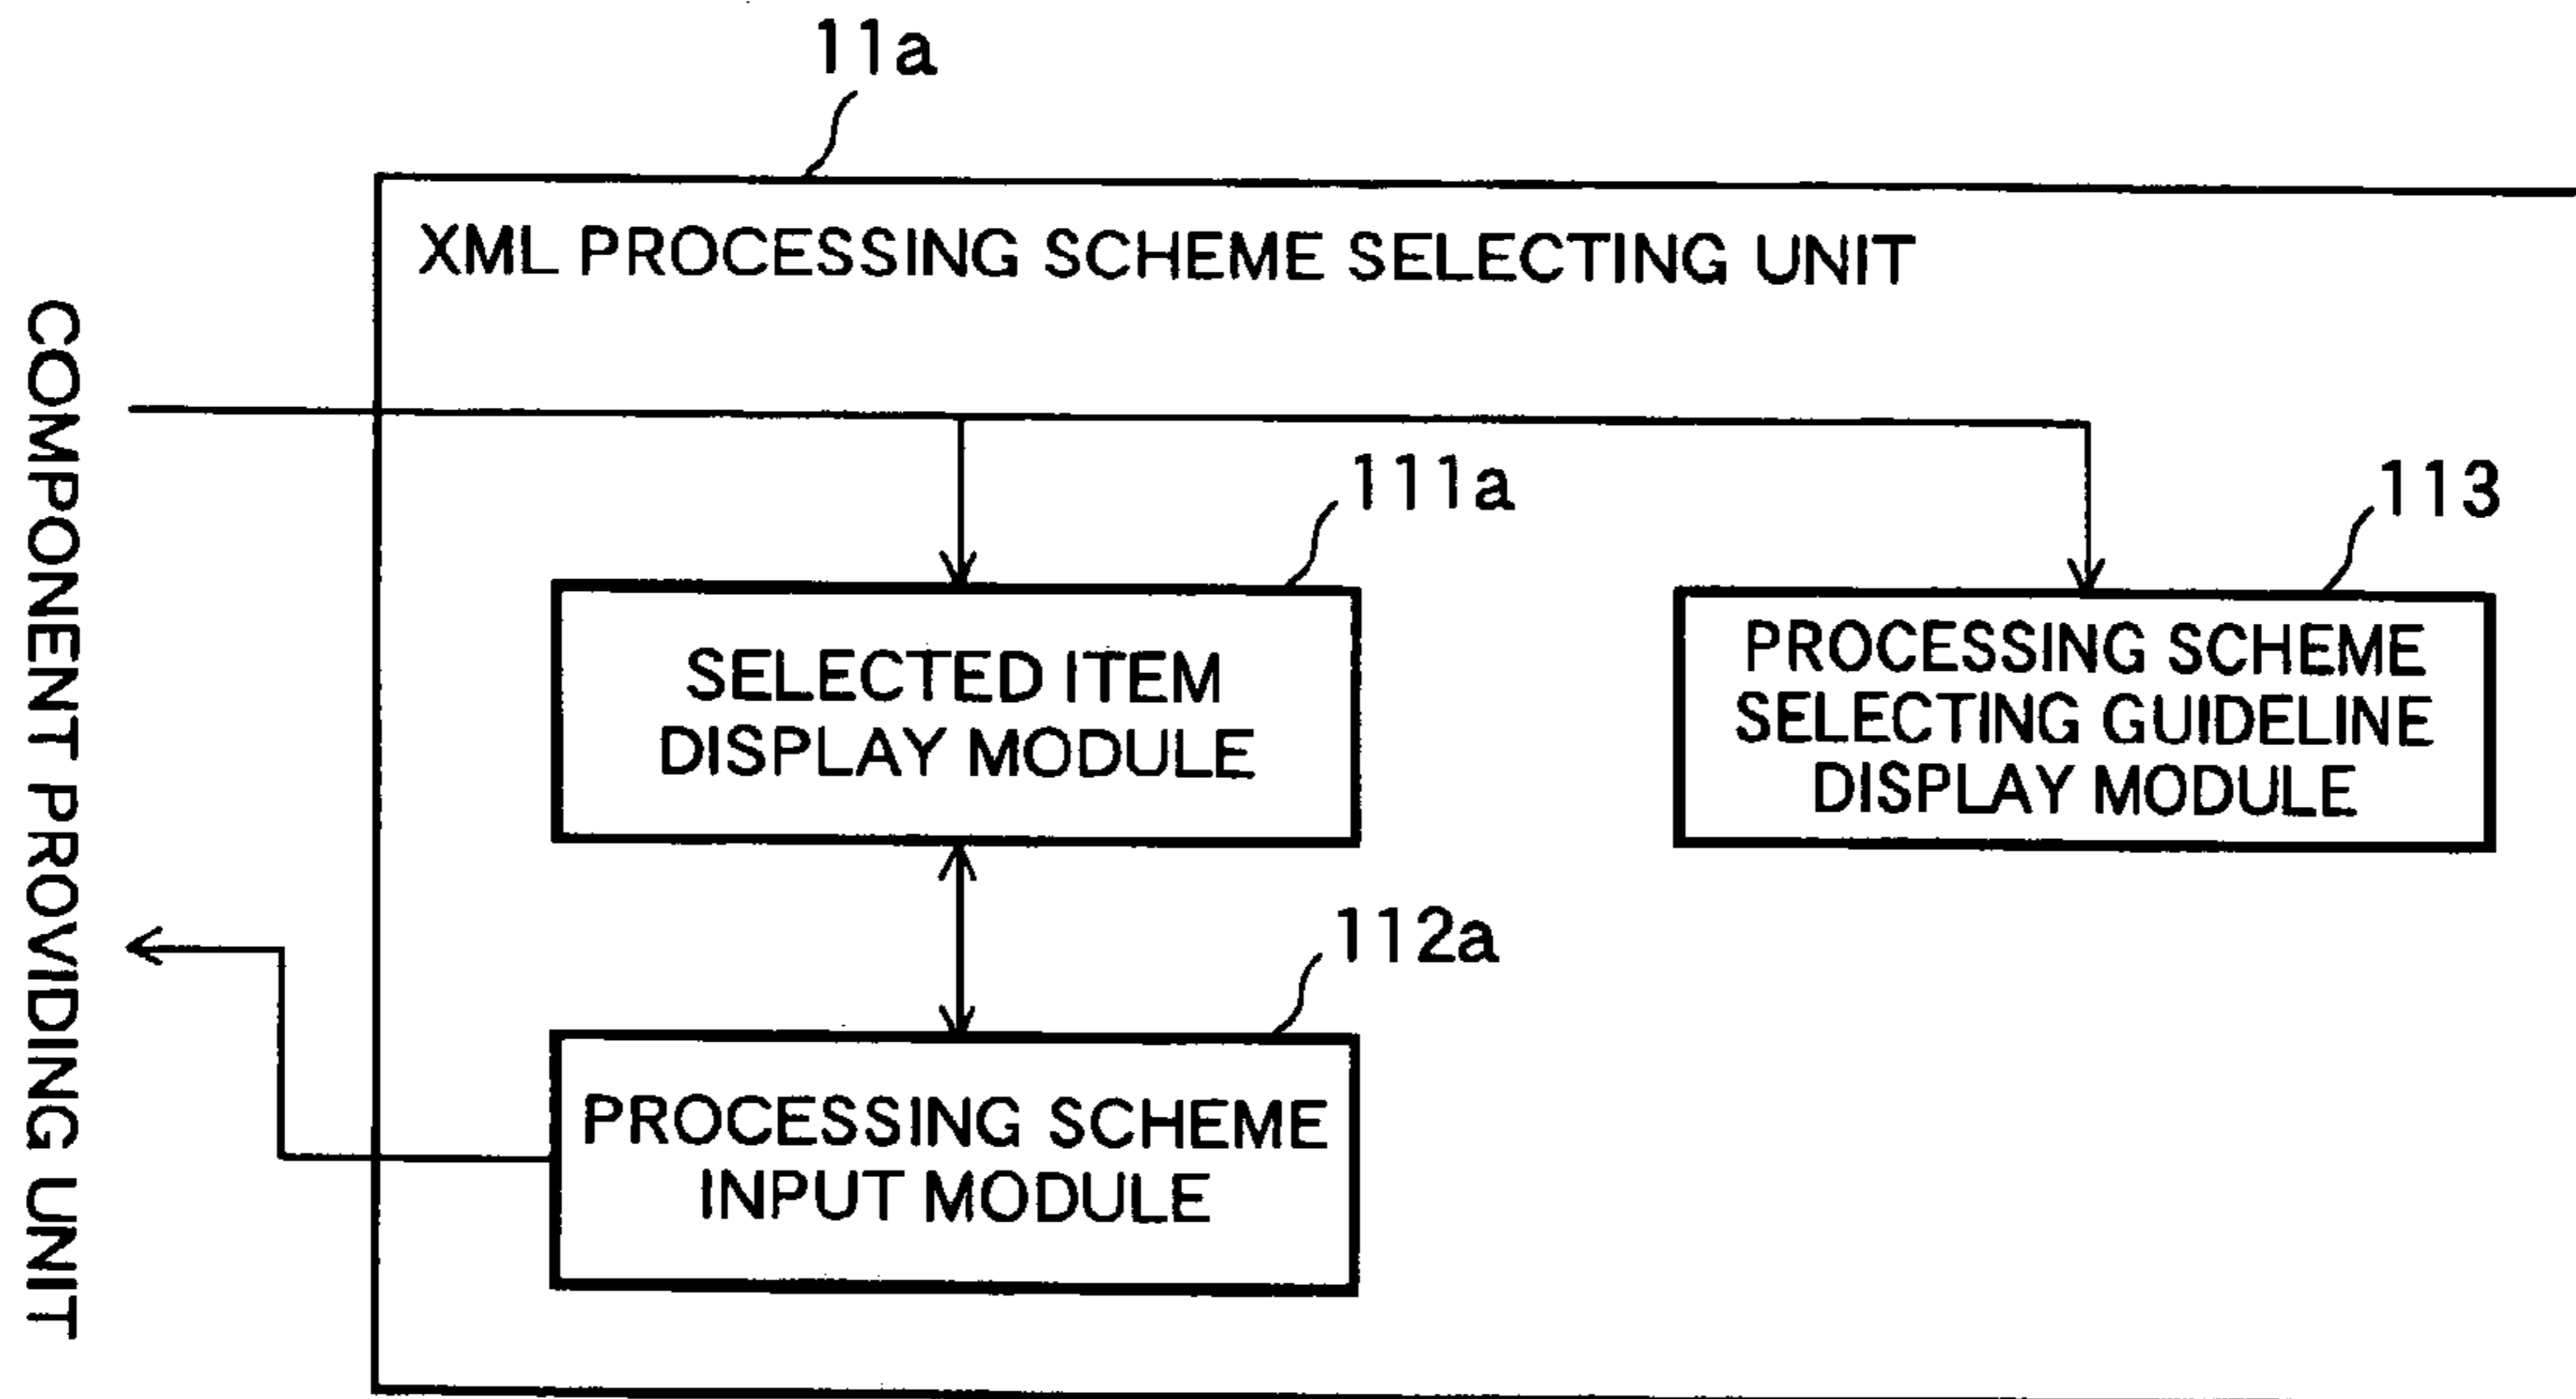 11a
XML PROCESSING SCHEME SELECTING UNIT
COMPONENT PROVIDING UNIT
111a
113
SELECTED ITEM
DISPLAY MODULE
PROCESSING SCHEME
SELECTING GUIDELINE
DISPLAY MODULE
112a
PROCESSING SCHEME
INPUT MODULE